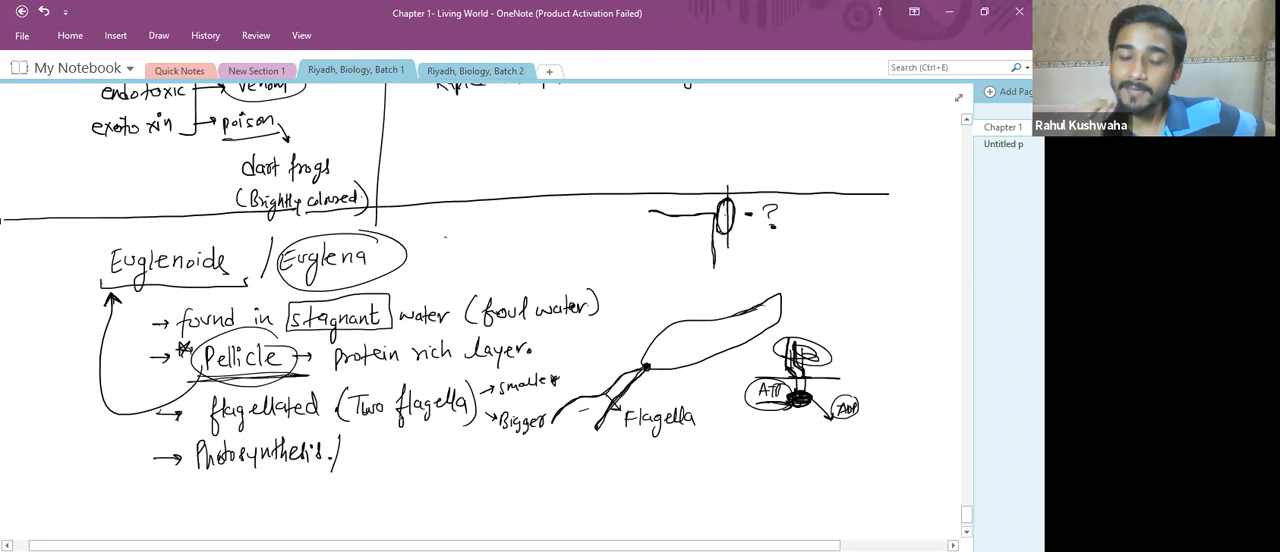 Chapter 1- Living World - OneNote (Product Activation Failed)
?
File Home Insert Draw History Review View
My Notebook
Quick Notes
New Section 1
Riyadh, Biology, Batch 1
Riyadh, Biology, Batch 2
Search (Ctrl+E)
Add Pag
Chapter 1
Untitled p
Rahul Kushwaha
endotoxic
venom
exotoxin
poison
dart frogs
(Brightly coloured)
- ?
Euglenoids / Euglena
→ found in stagnant water (foul water)
→ * Pellicle → protein rich layer.
→ flagellated (Two flagella)
→ smaller
→ Bigger
Flagella
ATP
ADP
→ Photosynthesis. /